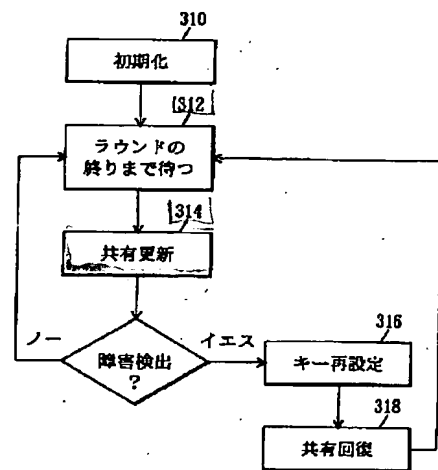 310
初期化
312
ラウンドの
終りまで待つ
314
共有更新
ノー
障害検出
?
イエス
316
キー再設定
318
共有回復